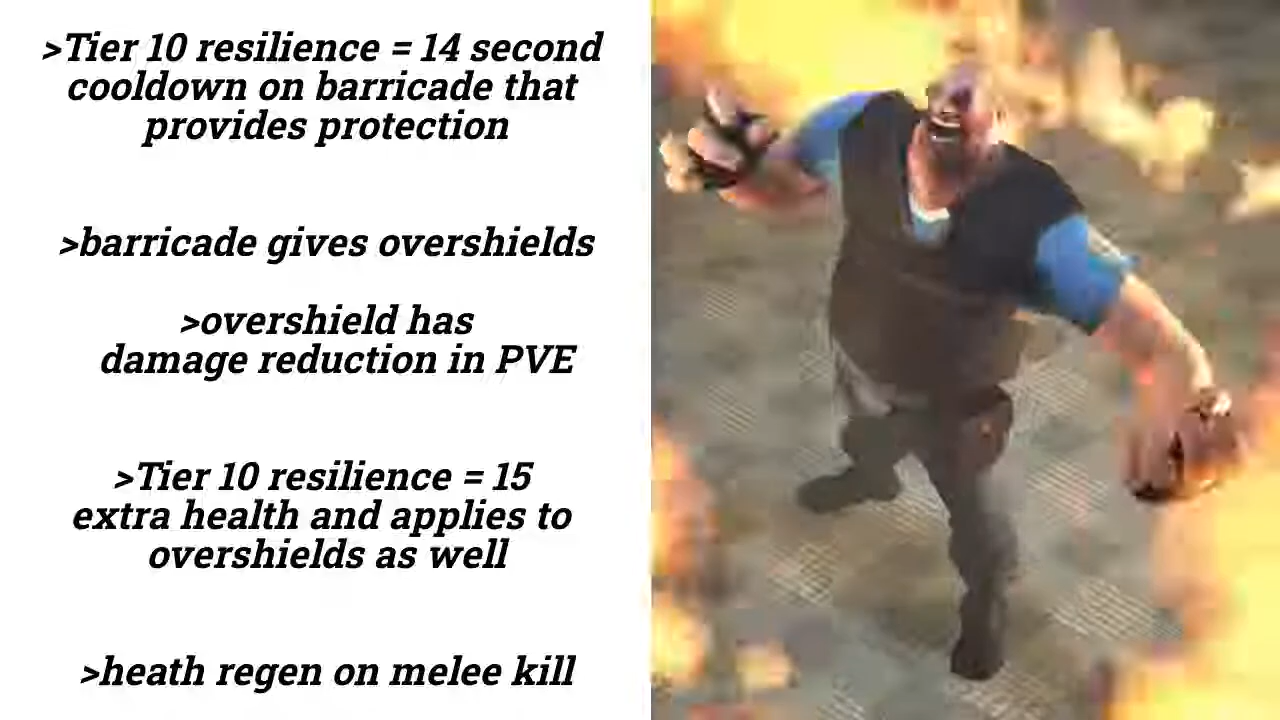 >Tier 10 resilience = 14 second
cooldown on barricade that
provides protection
>barricade gives overshields
>overshield has
damage reduction in PVE
>Tier 10 resilience = 15
extra health and applies to
overshields as well
>heath regen on melee kill